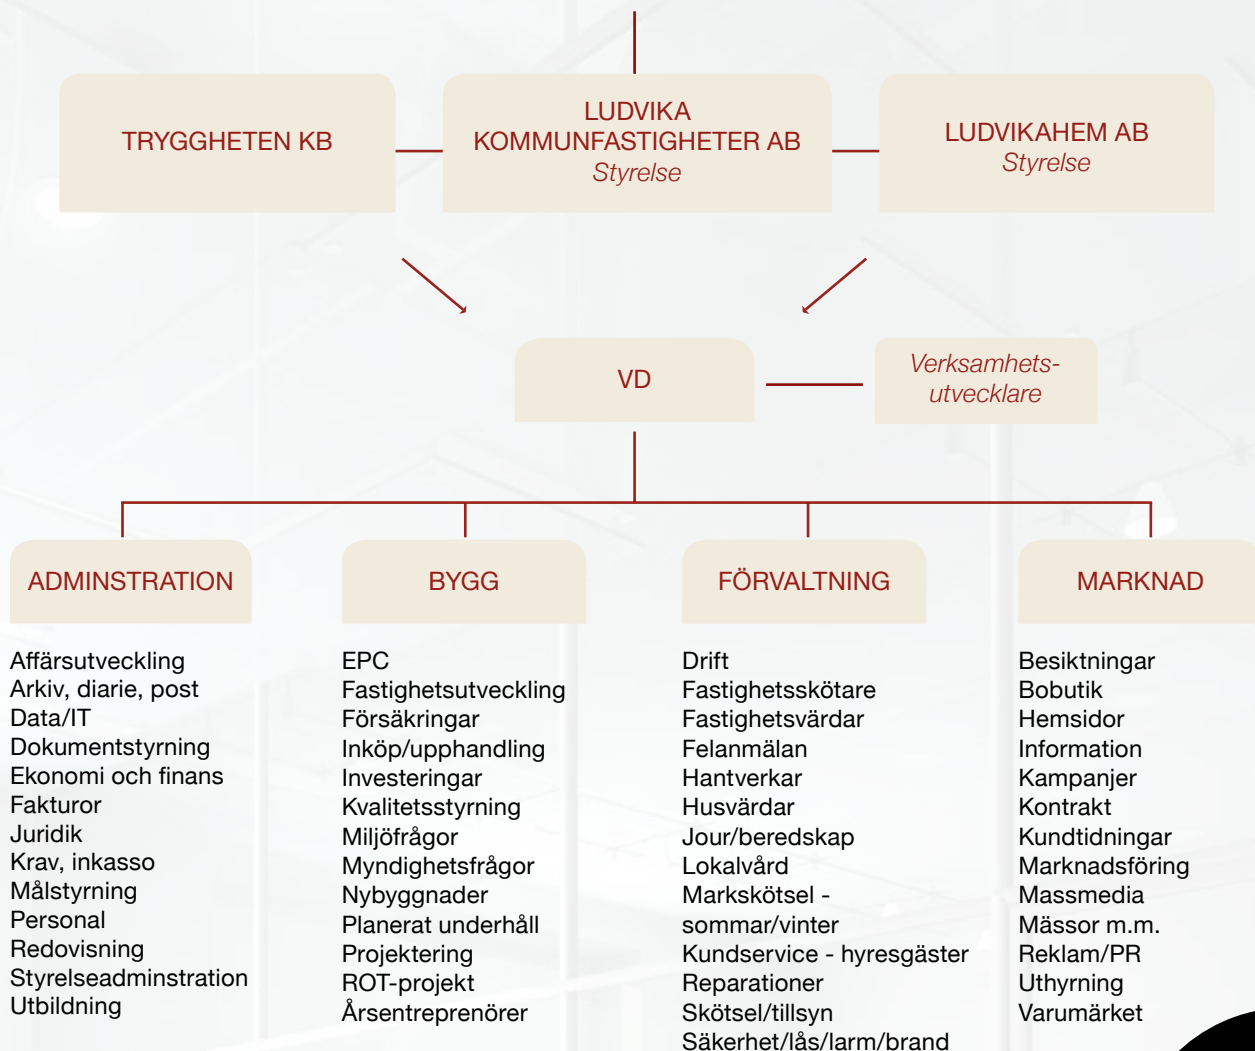 TRYGGHETEN KB
LUDVIKA
KOMMUNFASTIGHETER AB
Styrelse
LUDVIKAHEM AB
Styrelse
VD
Verksamhets-
utvecklare
ADMINSTRATION
Affärsutveckling
Arkiv, diarie, post
Data/IT
Dokumentstyrning
Ekonomi och finans
Fakturor
Juridik
Krav, inkasso
Målstyrning
Personal
Redovisning
Styrelseadminstration
Utbildning
BYGG
EPC
Fastighetsutveckling
Försäkringar
Inköp/upphandling
Investeringar
Kvalitetsstyrning
Miljöfrågor
Myndighetsfrågor
Nybyggnader
Planerat underhåll
Projektering
ROT-projekt
Årsentreprenörer
FÖRVALTNING
Drift
Fastighetsskötare
Fastighetsvärdar
Felanmälan
Hantverkar
Husvärdar
Jour/beredskap
Lokalvård
Markskötsel -
sommar/vinter
Kundservice - hyresgäster
Reparationer
Skötsel/tillsyn
Säkerhet/lås/larm/brand
MARKNAD
Besiktningar
Bobutik
Hemsidor
Information
Kampanjer
Kontrakt
Kundtidningar
Marknadsföring
Massmedia
Mässor m.m.
Reklam/PR
Uthyrning
Varumärket